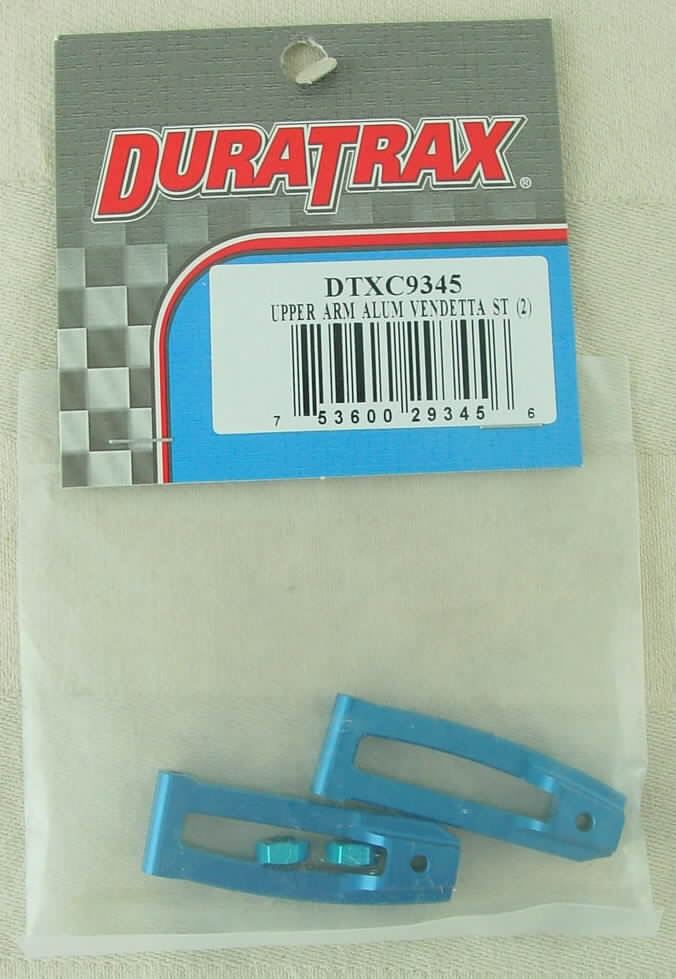 DURATRAX®
DTXC9345
UPPER ARM ALUM VENDETTA ST (2)
7 53600 29345 6